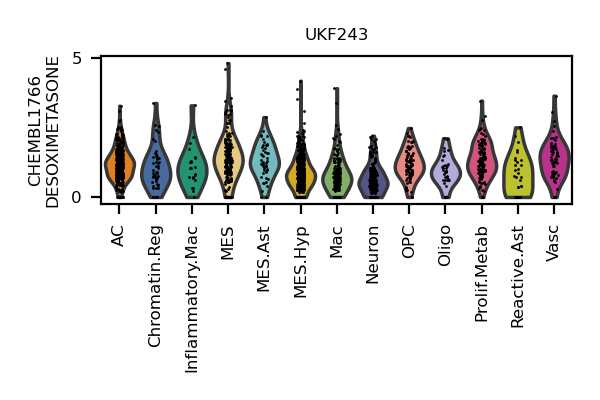 UKF243
CHEMBL1766
DESOXIMETASONE
5
0
AC
Chromatin.Reg
Inflammatory.Mac
MES
MES.Ast
MES.Hyp
Mac
Neuron
OPC
Oligo
Prolif.Metab
Reactive.Ast
Vasc